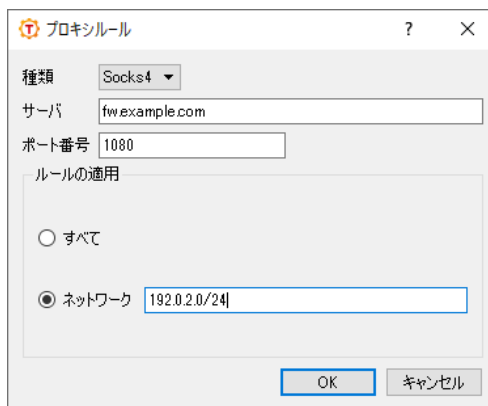 プロキシルール ? ×
種類 Socks4
サーバ fw.example.com
ポート番号 1080
ルールの適用
すべて
ネットワーク 192.0.2.0/24
OK キャンセル